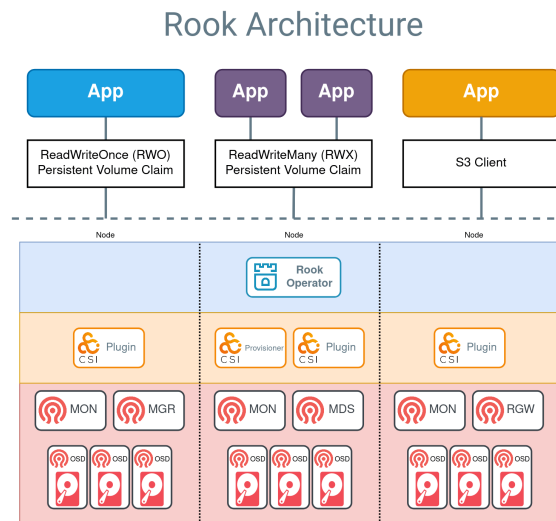 Rook Architecture
App
App
App
App
ReadWriteOnce (RWO)
Persistent Volume Claim
ReadWriteMany (RWX)
Persistent Volume Claim
S3 Client
Node
Node
Node
Rook
Operator
CSI
Plugin
CSI
Provisioner
CSI
Plugin
CSI
Plugin
MON
MGR
MON
MDS
MON
RGW
OSD
OSD
OSD
OSD
OSD
OSD
OSD
OSD
OSD